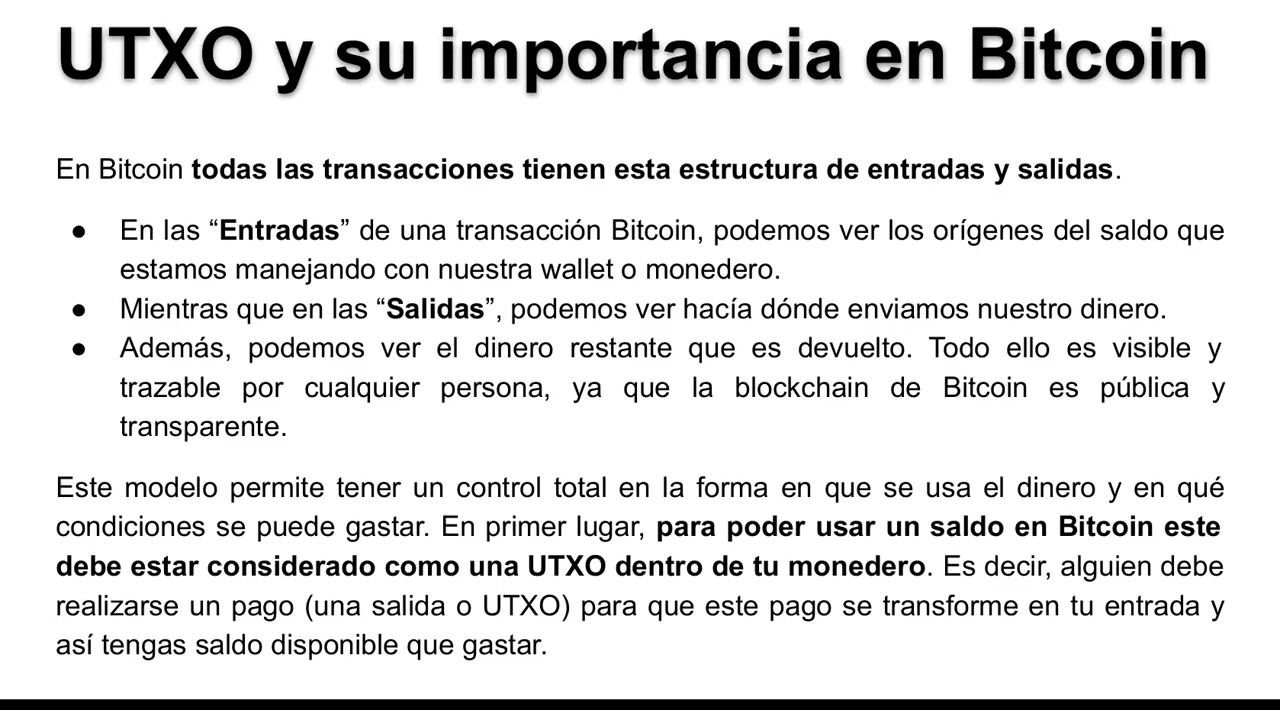 UTXO y su importancia en Bitcoin
En Bitcoin todas las transacciones tienen esta estructura de entradas y salidas.
● En las “Entradas” de una transacción Bitcoin, podemos ver los orígenes del saldo que
estamos manejando con nuestra wallet o monedero.
● Mientras que en las “Salidas”, podemos ver hacía dónde enviamos nuestro dinero.
● Además, podemos ver el dinero restante que es devuelto. Todo ello es visible y
trazable por cualquier persona, ya que la blockchain de Bitcoin es pública y
transparente.
Este modelo permite tener un control total en la forma en que se usa el dinero y en qué
condiciones se puede gastar. En primer lugar, para poder usar un saldo en Bitcoin este
debe estar considerado como una UTXO dentro de tu monedero. Es decir, alguien debe
realizarse un pago (una salida o UTXO) para que este pago se transforme en tu entrada y
así tengas saldo disponible que gastar.